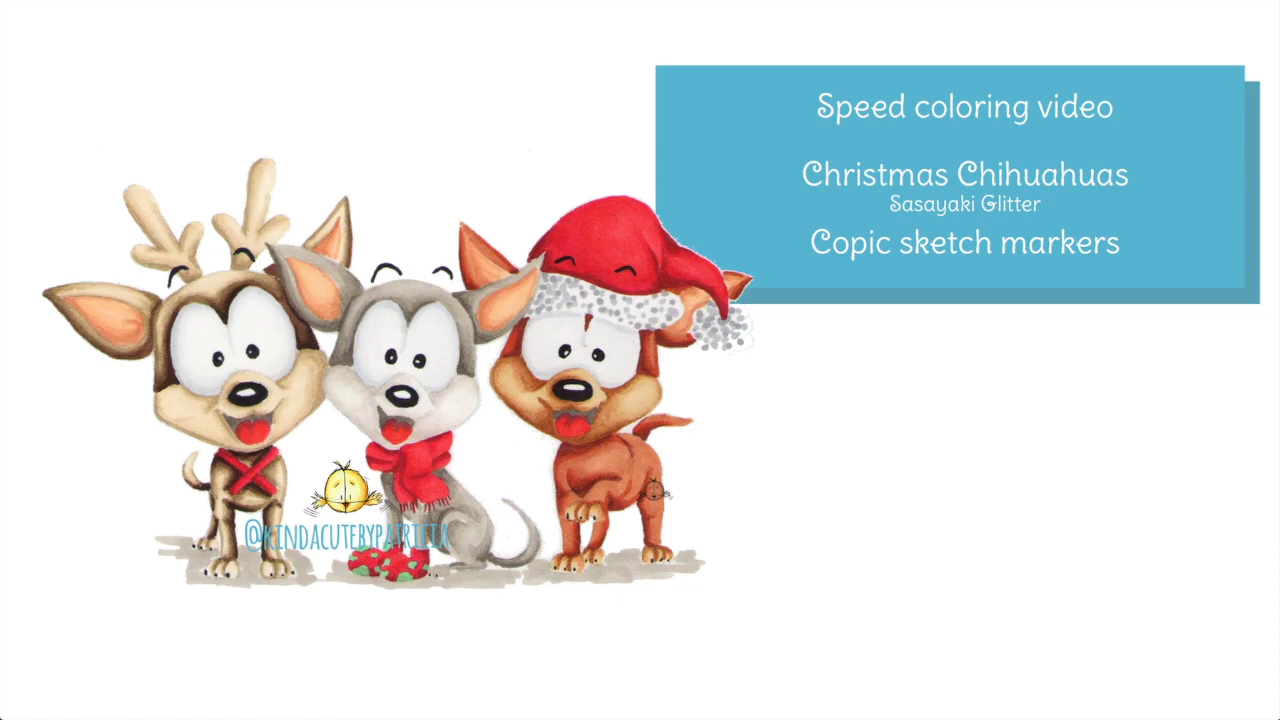 Speed coloring video
Christmas Chihuahuas
Sasayaki Glitter
Copic sketch markers
@KINDACUTEBYPATRICIA